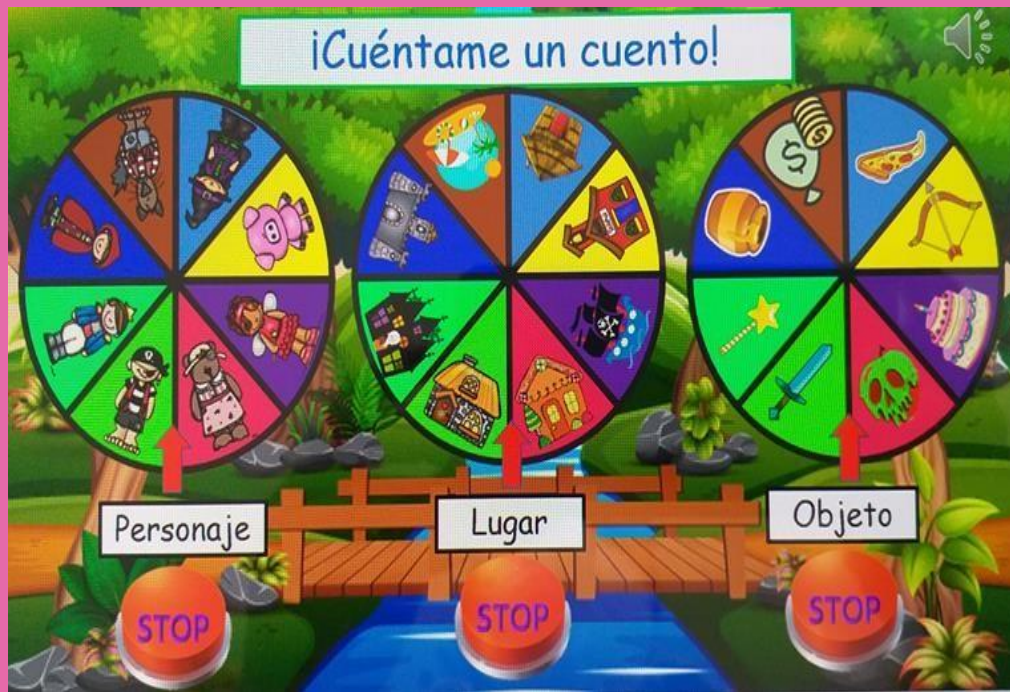 ¡Cuéntame un cuento!
Personaje
Lugar
Objeto
STOP
STOP
STOP